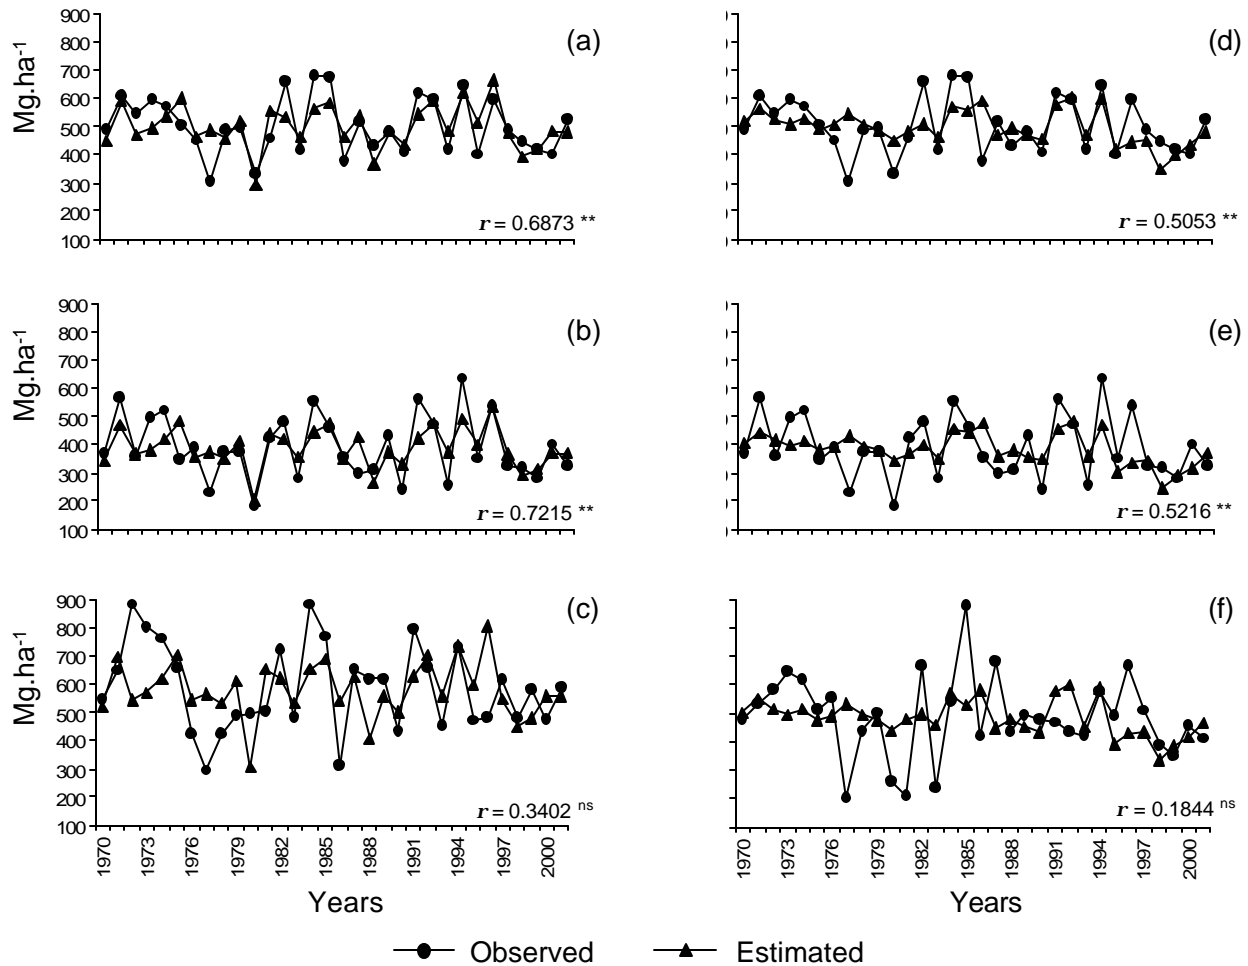 900
800
700
600
500
400
300
200
100
Mg.ha-1
(a)
r = 0.6873 **
(d)
r = 0.5053 **
900
800
700
600
500
400
300
200
100
Mg.ha-1
(b)
r = 0.7215 **
(e)
r = 0.5216 **
900
800
700
600
500
400
300
200
100
Mg.ha-1
(c)
r = 0.3402 ns
(f)
r = 0.1844 ns
1970 1973 1976 1979 1982 1985 1988 1991 1994 1997 2000
1970 1973 1976 1979 1982 1985 1988 1991 1994 1997 2000
Years
Years
Observed Estimated